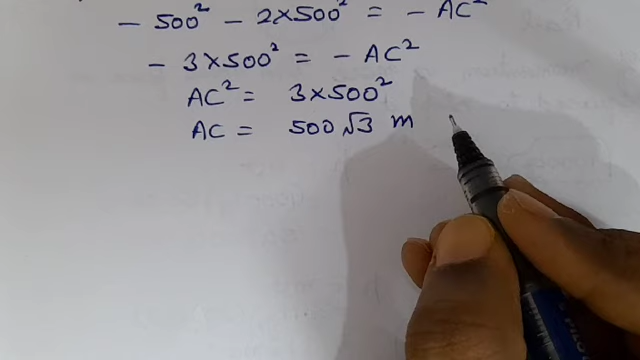 - 500² - 2×500² = - AC²
- 3×500² = - AC²
AC² = 3×500²
AC = 500√3 m